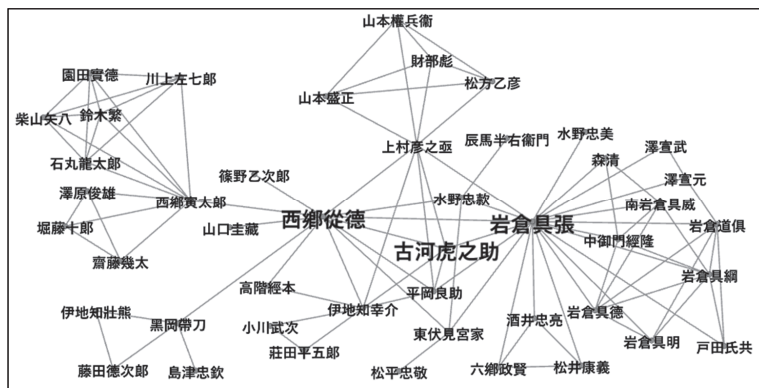 山本權兵衞
財部彪
園田實德
川上左七郎
松方乙彦
山本盛正
鈴木繁
柴山矢八
辰馬半右衞門
水野忠美
上村彦之亟
澤宣武
森清
石丸龍太郎
篠野乙次郎
澤宣元
澤原俊雄
西鄉寅太郎
水野忠款
南岩倉具威
西鄉從德
岩倉具張
岩倉道俱
堀藤十郎
山口圭藏
中御門經隆
古河虎之助
齋藤幾太
岩倉具綱
高階經本
平岡良助
伊地知幸介
伊地知壯熊
黑岡帶刀
酒井忠亮
岩倉具德
小川武次
東伏見宮家
岩倉具明
戸田氏共
莊田平五郎
藤田德次郎
島津忠欽
松平忠敬
六鄉政賢
松井康義